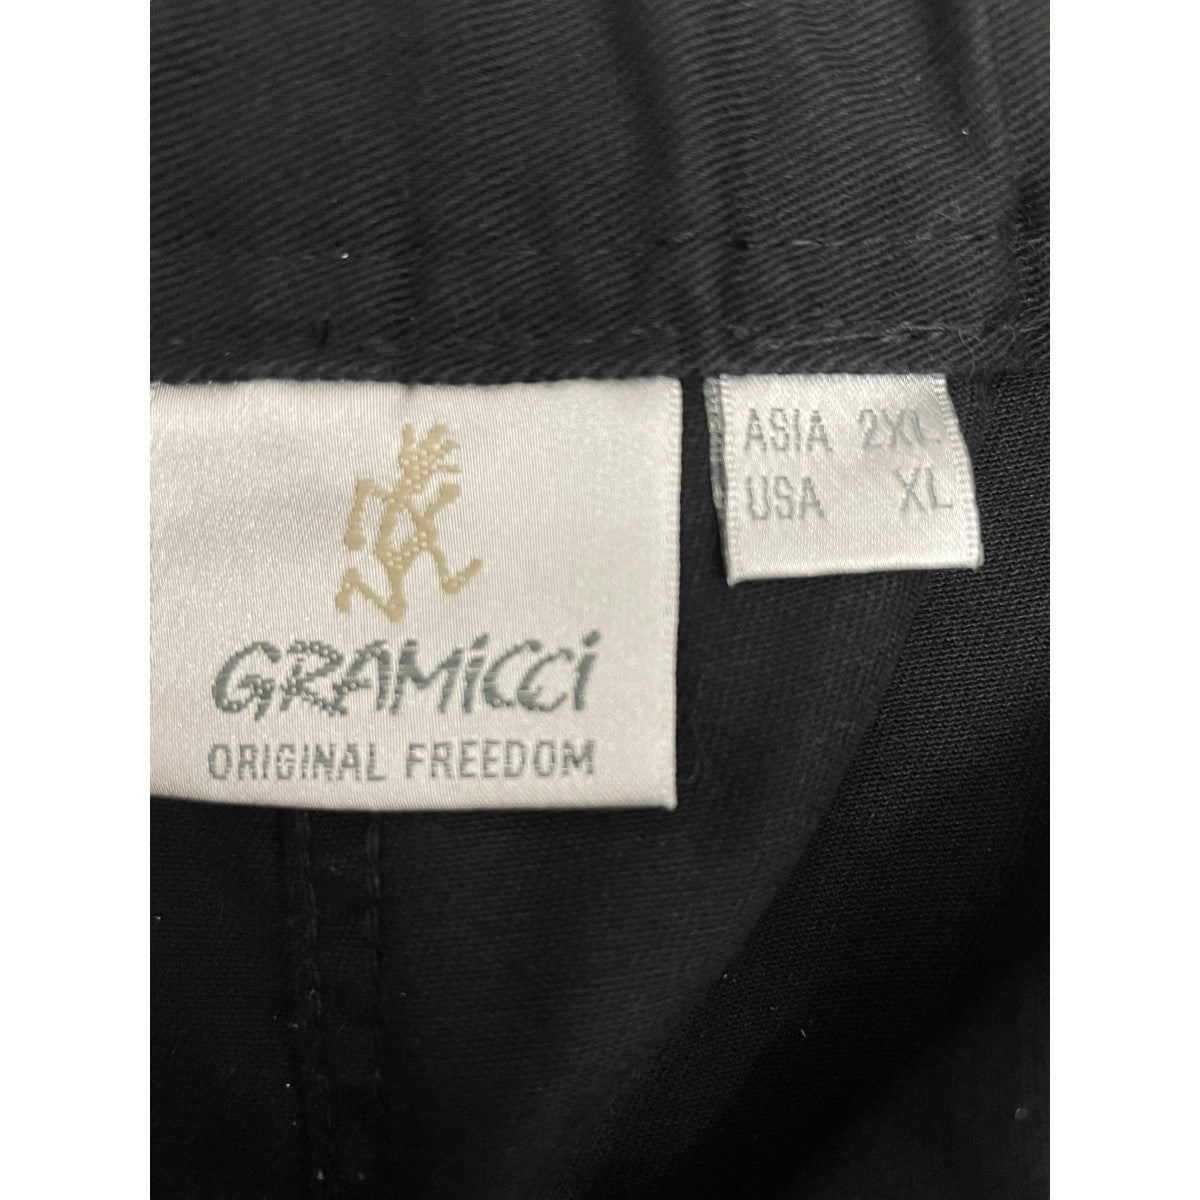 GRAMiCCi
ORIGINAL FREEDOM
ASIA 2XL
USA XL